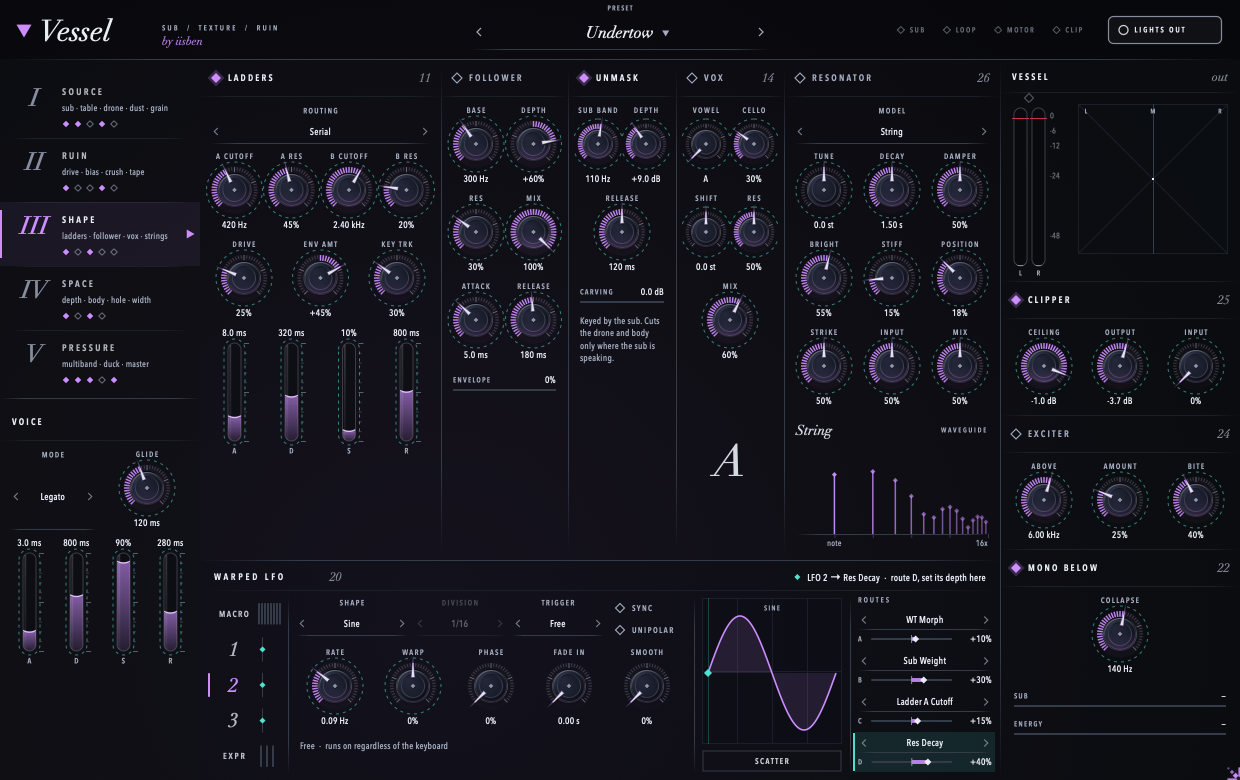 PRESET
Vessel
SUB / TEXTURE / RUIN
by iisben
Undertow
SUB
LOOP
MOTOR
CLIP
LIGHTS OUT
I
SOURCE
sub · table · drone · dust · grain
II
RUIN
drive · bias · crush · tape
III
SHAPE
ladders · follower · vox · strings
IV
SPACE
depth · body · hole · width
V
PRESSURE
multiband · duck · master
VOICE
MODE
GLIDE
Legato
120 ms
3.0 ms 800 ms 90% 280 ms
A D S R
LADDERS 11
ROUTING
Serial
A CUTOFF A RES B CUTOFF B RES
420 Hz 45% 2.40 kHz 20%
DRIVE ENV AMT KEY TRK
25% +45% 30%
8.0 ms 320 ms 10% 800 ms
A D S R
FOLLOWER
BASE DEPTH
300 Hz +60%
RES MIX
30% 100%
ATTACK RELEASE
5.0 ms 180 ms
ENVELOPE 0%
UNMASK
SUB BAND DEPTH
110 Hz +9.0 dB
RELEASE
120 ms
CARVING 0.0 dB
Keyed by the sub. Cuts
the drone and body
only where the sub is
speaking.
VOX 14
VOWEL CELLO
A 30%
SHIFT RES
0.0 st 50%
MIX
60%
A
RESONATOR 26
MODEL
String
TUNE DECAY DAMPER
0.0 st 1.50 s 50%
BRIGHT STIFF POSITION
55% 15% 18%
STRIKE INPUT MIX
50% 50% 50%
String WAVEGUIDE
note 16x
VESSEL out
0
-6
-12
-24
-48
L R
L M R
CLIPPER 25
CEILING OUTPUT INPUT
-1.0 dB -3.7 dB 0%
EXCITER 24
ABOVE AMOUNT BITE
6.00 kHz 25% 40%
MONO BELOW 22
COLLAPSE
140 Hz
SUB –
ENERGY –
WARPED LFO 20
LFO 2 → Res Decay · route D, set its depth here
MACRO
1
2
3
EXPR
SHAPE DIVISION TRIGGER
Sine 1/16 Free
SYNC
UNIPOLAR
RATE WARP PHASE FADE IN SMOOTH
0.09 Hz 0% 0% 0.00 s 0%
Free · runs on regardless of the keyboard
SINE
SCATTER
ROUTES
WT Morph
A +10%
Sub Weight
B +30%
Ladder A Cutoff
C +15%
Res Decay
D +40%